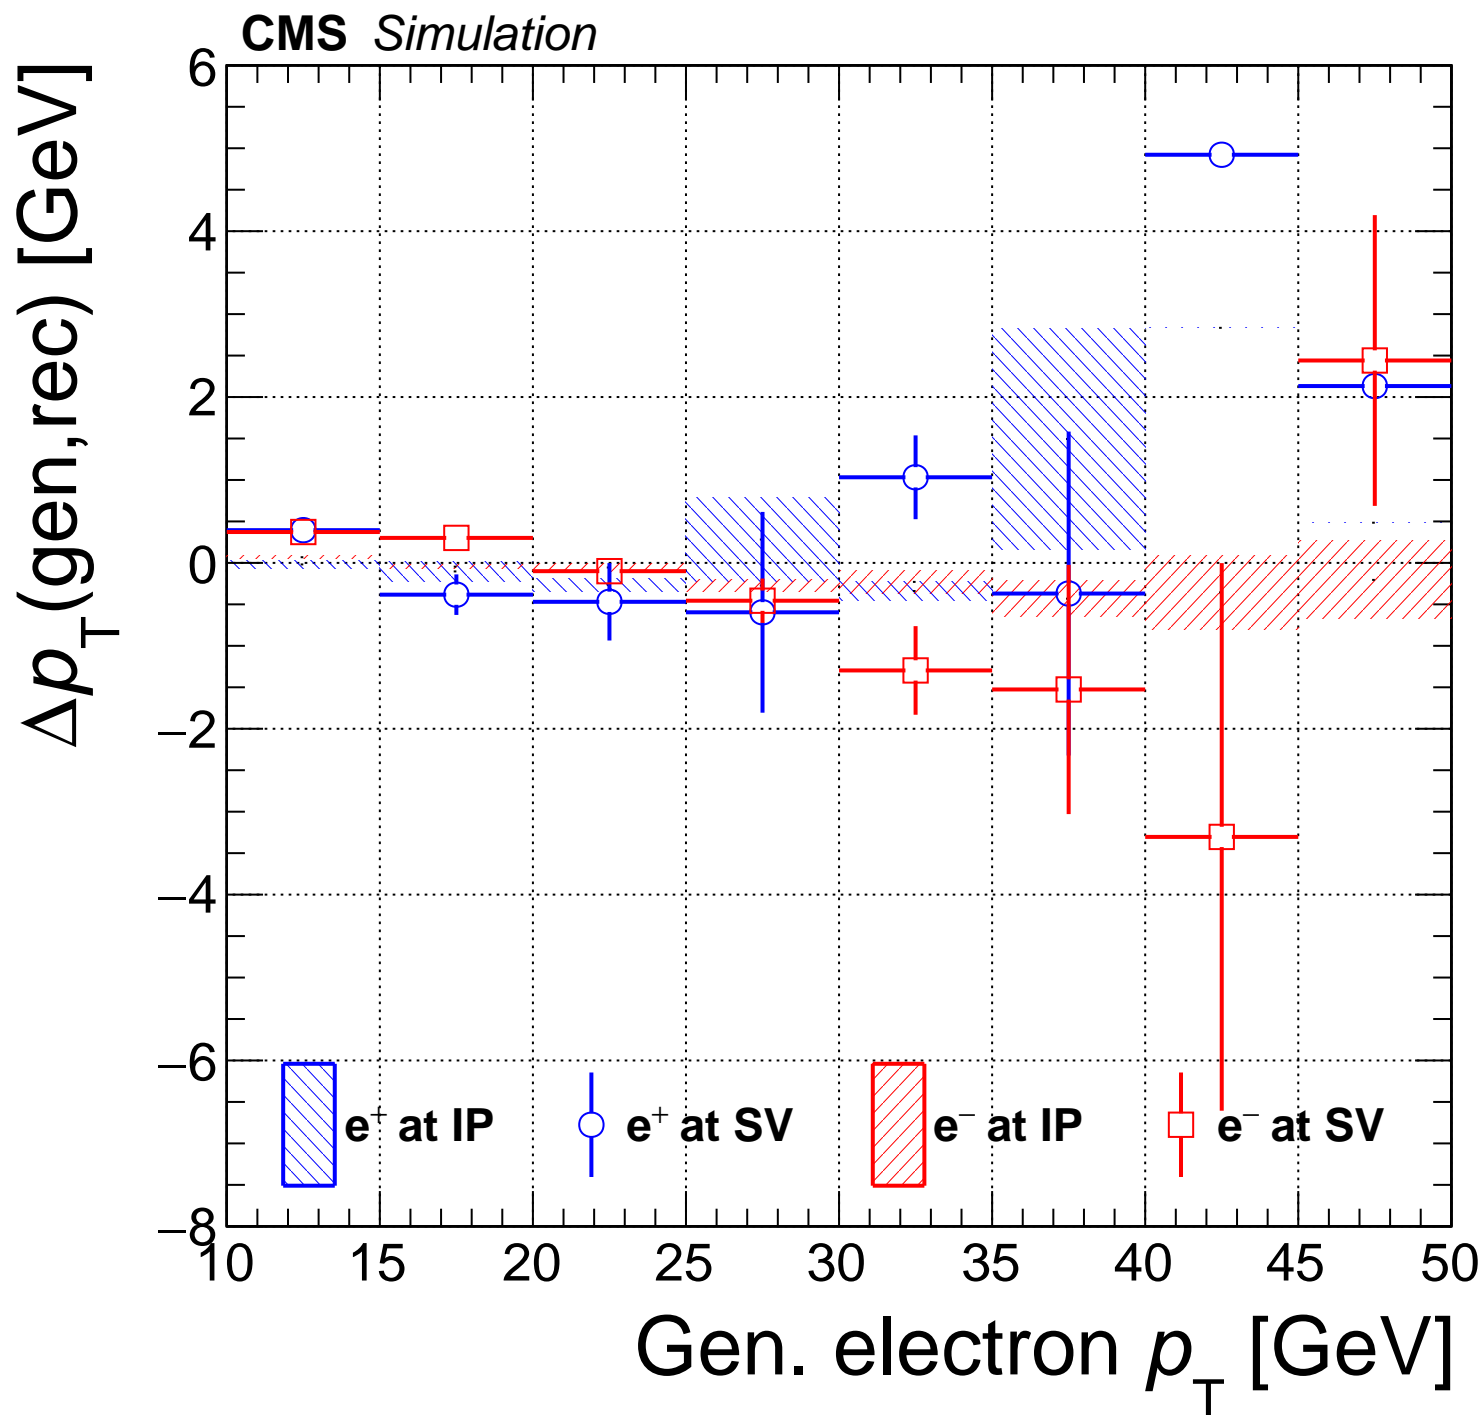 CMS Simulation
Δp_T(gen,rec) [GeV]
6
4
2
0
−2
−4
−6
−8
e⁺ at IP e⁺ at SV e⁻ at IP e⁻ at SV
10 15 20 25 30 35 40 45 50
Gen. electron p_T [GeV]